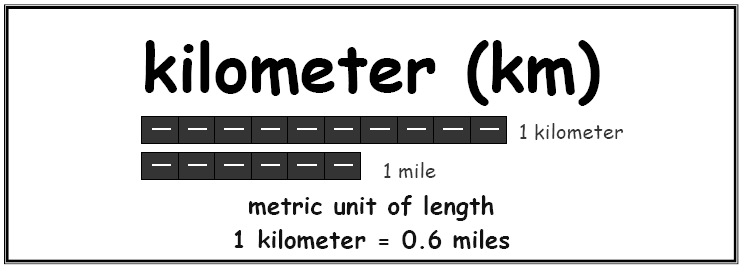 kilometer (km)
1 kilometer
1 mile
metric unit of length
1 kilometer = 0.6 miles